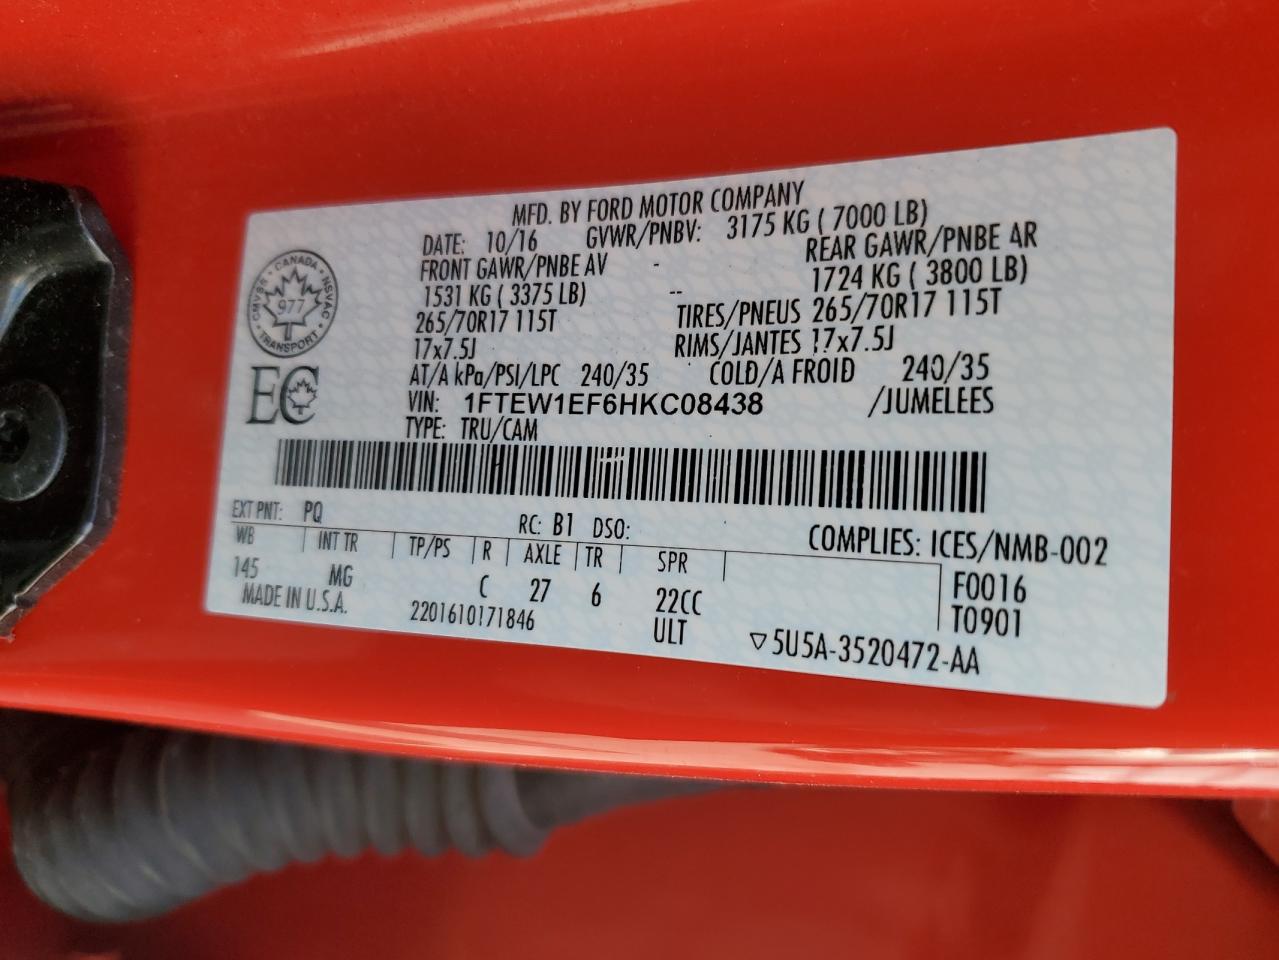 MFD. BY FORD MOTOR COMPANY
DATE: 10/16 GVWR/PNBV: 3175 KG ( 7000 LB)
FRONT GAWR/PNBE AV - REAR GAWR/PNBE AR
1531 KG ( 3375 LB) -- 1724 KG ( 3800 LB)
265/70R17 115T TIRES/PNEUS 265/70R17 115T
17x7.5J RIMS/JANTES 17x7.5J
AT/A kPa/PSI/LPC 240/35 COLD/A FROID 240/35
VIN: 1FTEW1EF6HKC08438 /JUMELEES
TYPE: TRU/CAM
CANADA
CMVSR NSVAC
977
TRANSPORT
EC
EXT PNT: PQ RC: B1 DSO: COMPLIES: ICES/NMB-002
WB INT TR TP/PS R AXLE TR SPR
145 MG C 27 6 22CC F0016
MADE IN U.S.A. 2201610171846 ULT T0901
▽5U5A-3520472-AA